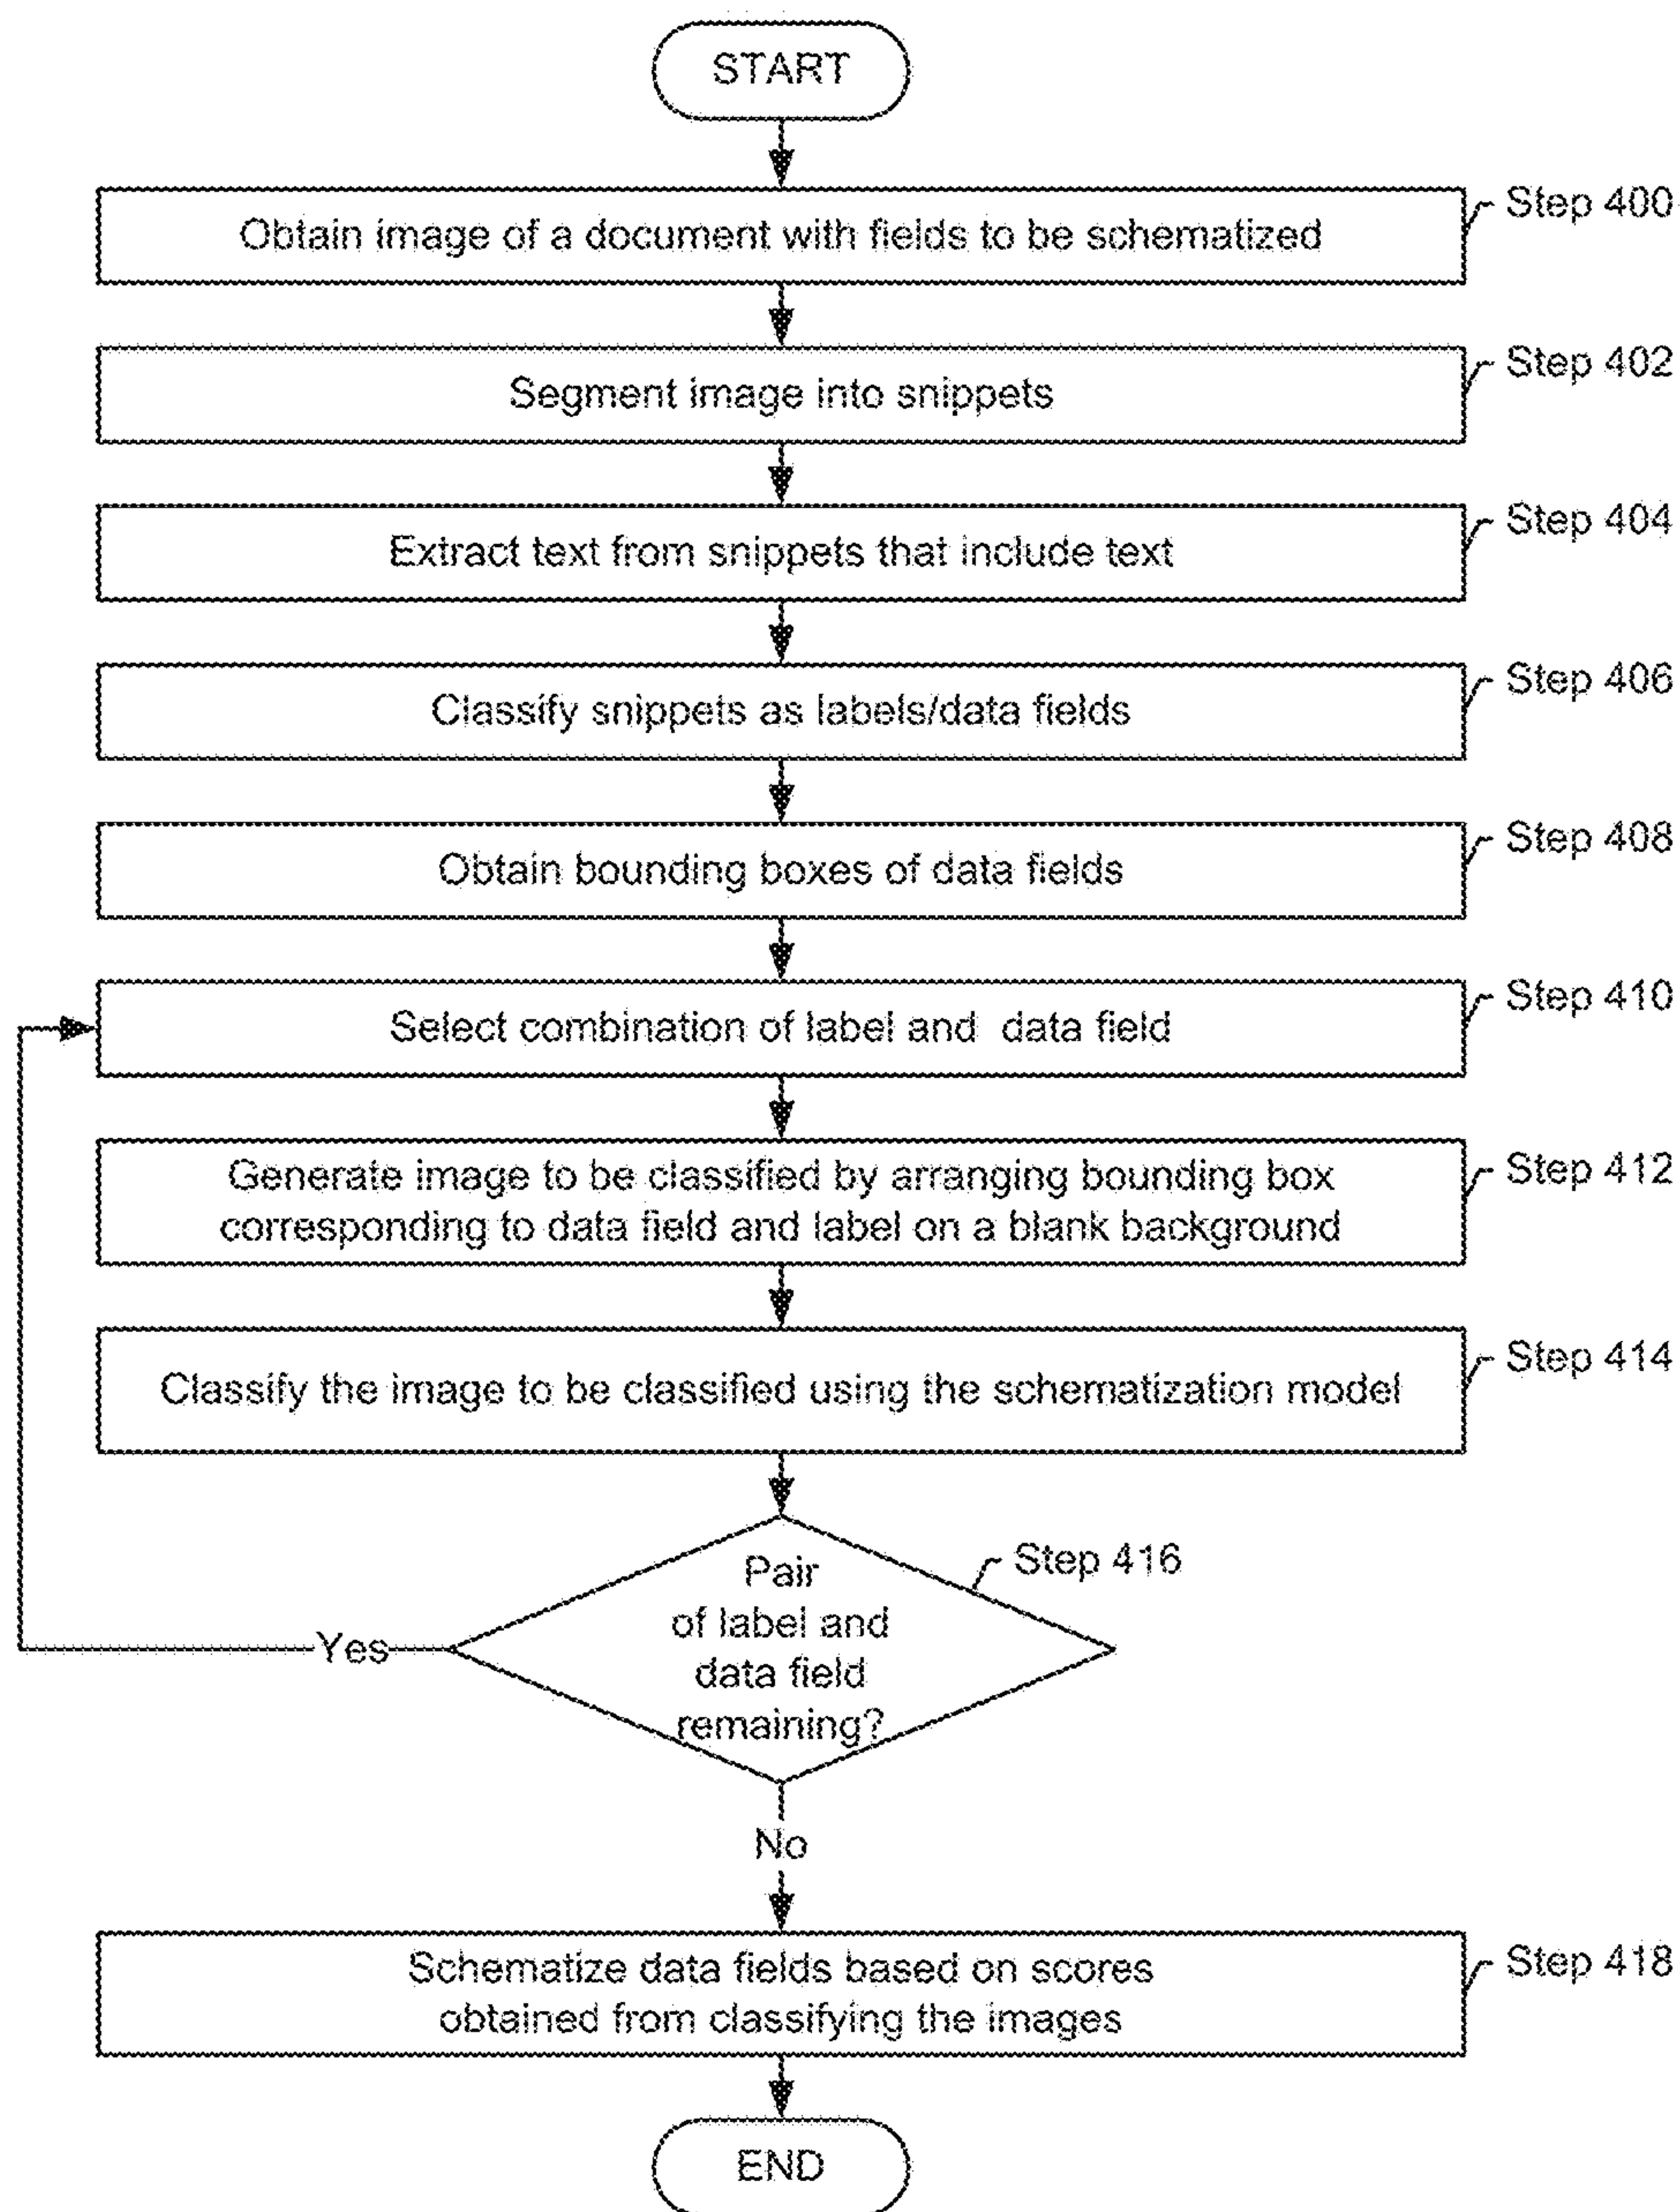 START
Step 400
Obtain image of a document with fields to be schematized
Step 402
Segment image into snippets
Step 404
Extract text from snippets that include text
Step 406
Classify snippets as labels/data fields
Step 408
Obtain bounding boxes of data fields
Step 410
Select combination of label and data field
Step 412
Generate image to be classified by arranging bounding box
corresponding to data field and label on a blank background
Step 414
Classify the image to be classified using the schematization model
Step 416
Pair
of label and
data field
remaining?
Yes
No
Step 418
Schematize data fields based on scores
obtained from classifying the images
END